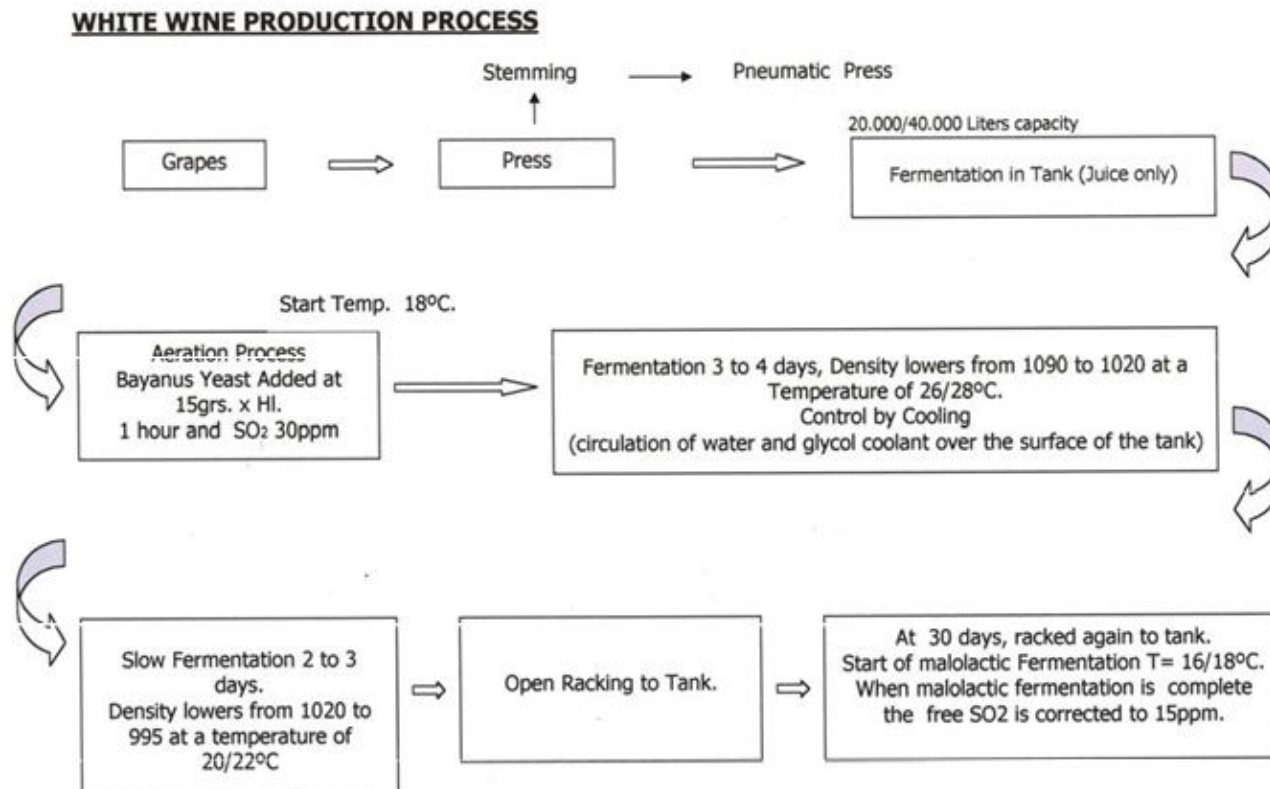 WHITE WINE PRODUCTION PROCESS
Stemming
Pneumatic Press
20.000/40.000 Liters capacity
Grapes
Press
Fermentation in Tank (Juice only)
Start Temp. 18ºC.
Aeration Process
Bayanus Yeast Added at
15grs. x Hl.
1 hour and SO2 30ppm
Fermentation 3 to 4 days, Density lowers from 1090 to 1020 at a
Temperature of 26/28ºC.
Control by Cooling
(circulation of water and glycol coolant over the surface of the tank)
Slow Fermentation 2 to 3
days.
Density lowers from 1020 to
995 at a temperature of
20/22ºC
Open Racking to Tank.
At 30 days, racked again to tank.
Start of malolactic Fermentation T= 16/18ºC.
When malolactic fermentation is complete
the free SO2 is corrected to 15ppm.